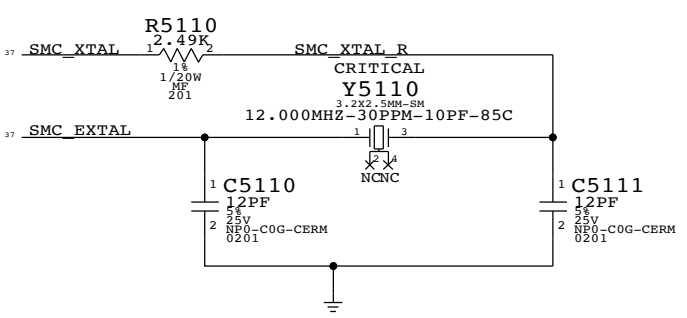 R5110
2.49K
37 SMC_XTAL 1 2 SMC_XTAL_R
1%
1/20W
MF
201
CRITICAL
Y5110
3.2X2.5MM-SM
12.000MHZ-30PPM-10PF-85C
37 SMC_EXTAL 1 3
2 4
NC NC
1 C5110
12PF
5%
25V
2 NP0-C0G-CERM
0201
1 C5111
12PF
5%
25V
2 NP0-C0G-CERM
0201